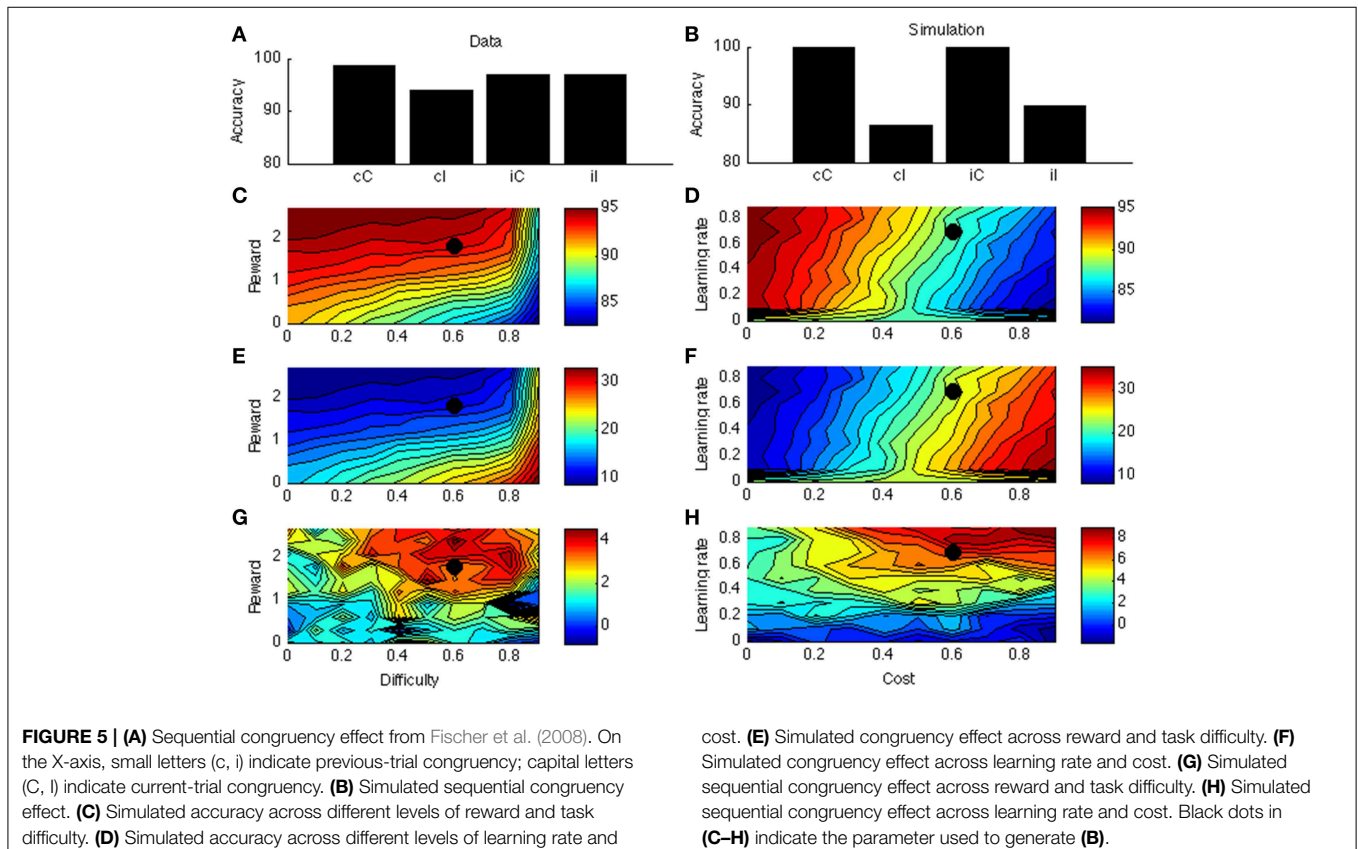 A
Data
100
90
80
Accuracy
cC
cI
iC
iI
B
Simulation
100
90
80
Accuracy
cC
cI
iC
iI
C
Reward
2
1
0
0
0.2
0.4
0.6
0.8
95
90
85
D
Learning rate
0.8
0.6
0.4
0.2
0
0
0.2
0.4
0.6
0.8
95
90
85
E
Reward
2
1
0
0
0.2
0.4
0.6
0.8
30
20
10
F
Learning rate
0.8
0.6
0.4
0.2
0
0
0.2
0.4
0.6
0.8
30
20
10
G
Reward
2
1
0
0
0.2
0.4
0.6
0.8
Difficulty
4
2
0
H
Learning rate
0.8
0.6
0.4
0.2
0
0
0.2
0.4
0.6
0.8
Cost
8
6
4
2
0
FIGURE 5 | (A) Sequential congruency effect from Fischer et al. (2008). On
the X-axis, small letters (c, i) indicate previous-trial congruency; capital letters
(C, I) indicate current-trial congruency. (B) Simulated sequential congruency
effect. (C) Simulated accuracy across different levels of reward and task
difficulty. (D) Simulated accuracy across different levels of learning rate and
cost. (E) Simulated congruency effect across reward and task difficulty. (F)
Simulated congruency effect across learning rate and cost. (G) Simulated
sequential congruency effect across reward and task difficulty. (H) Simulated
sequential congruency effect across learning rate and cost. Black dots in
(C–H) indicate the parameter used to generate (B).